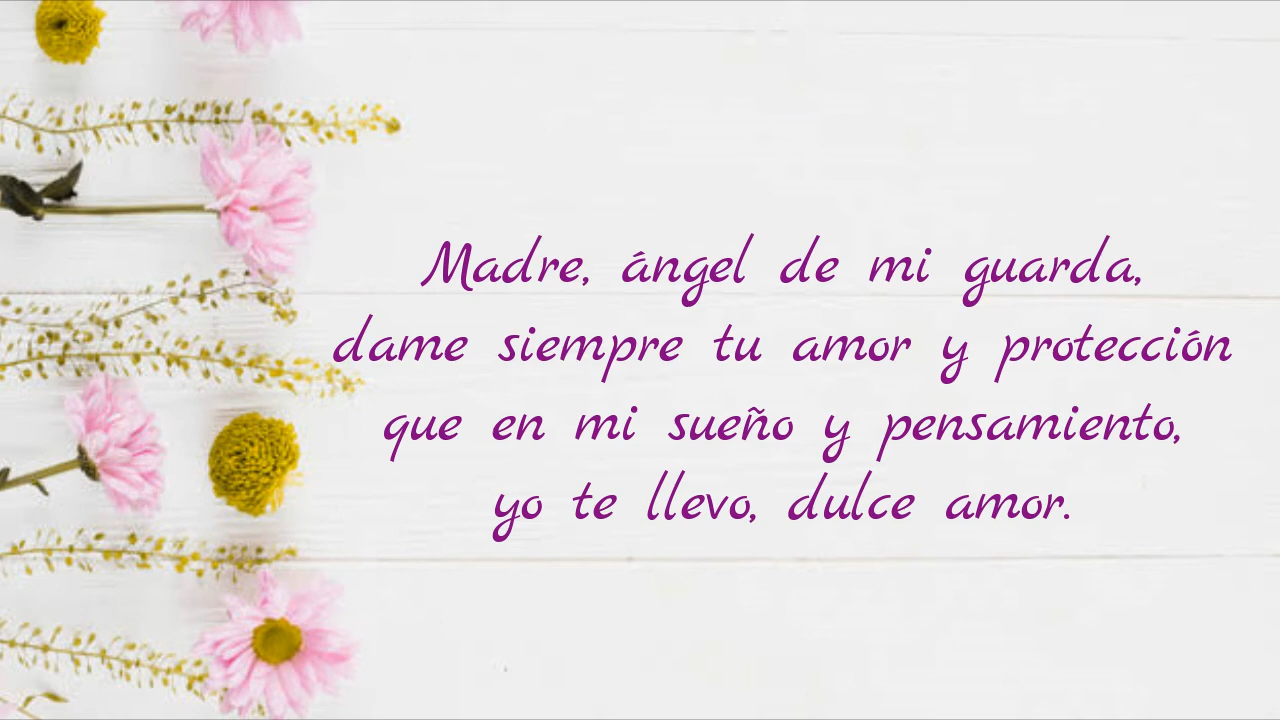 Madre, ángel de mi guarda,
dame siempre tu amor y protección
que en mi sueño y pensamiento,
yo te llevo, dulce amor.